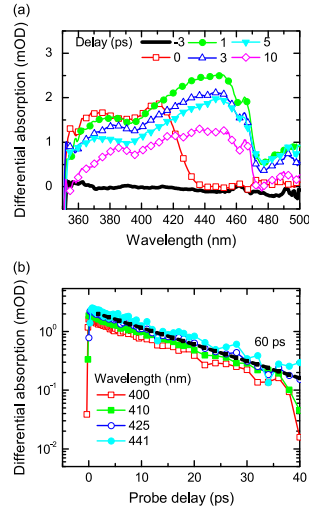 (a)
Delay (ps) -3 1 5
0 3 10
3
2
1
0
Differential absorption (mOD)
350 380 400 420 440 460 480 500
Wavelength (nm)
(b)
10^0
10^-1
10^-2
Differential absorption (mOD)
60 ps
Wavelength (nm)
400
410
425
441
0 10 20 30 40
Probe delay (ps)